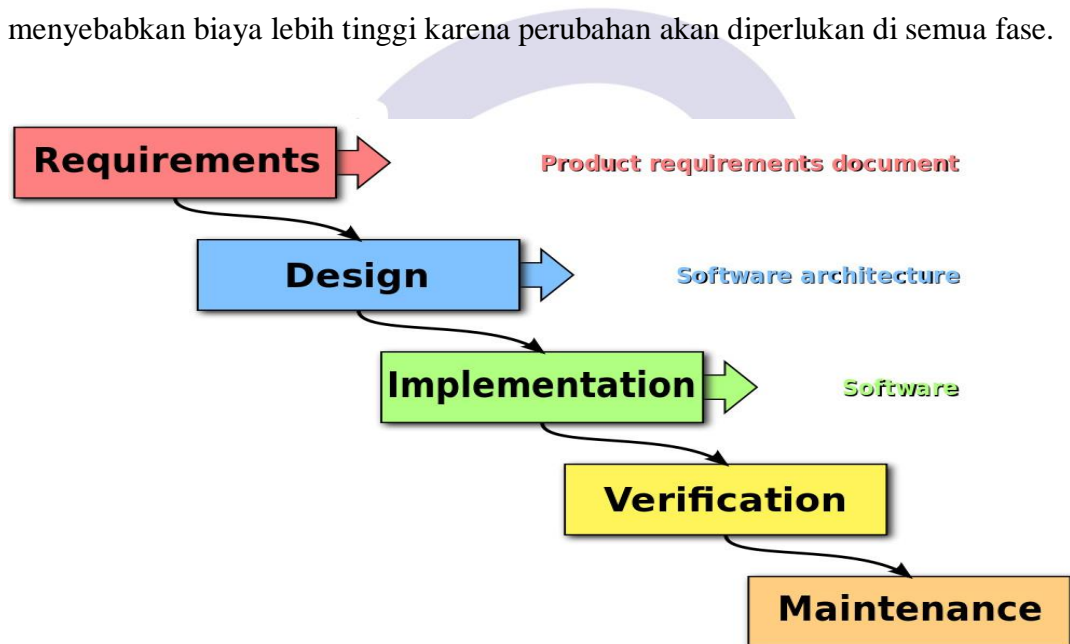 menyebabkan biaya lebih tinggi karena perubahan akan diperlukan di semua fase.
Requirements
Product requirements document
Design
Software architecture
Implementation
Software
Verification
Maintenance